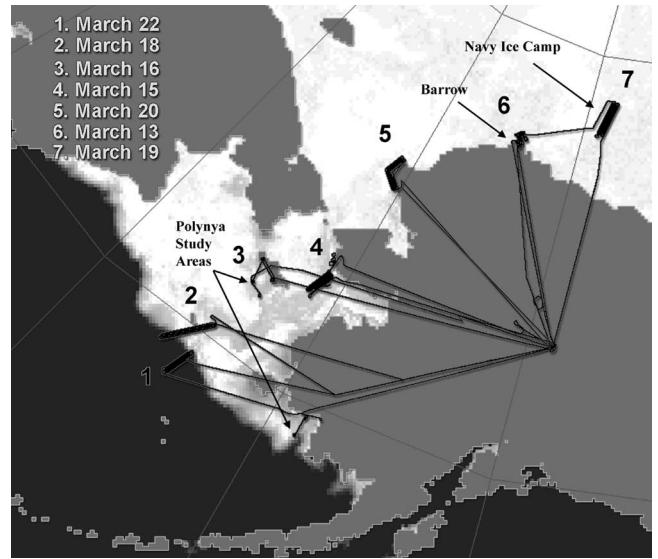 1. March 22
2. March 18
3. March 16
4. March 15
5. March 20
6. March 13
7. March 19
Navy Ice Camp
7
Barrow
6
5
Polynya
Study
Areas
3
4
2
1